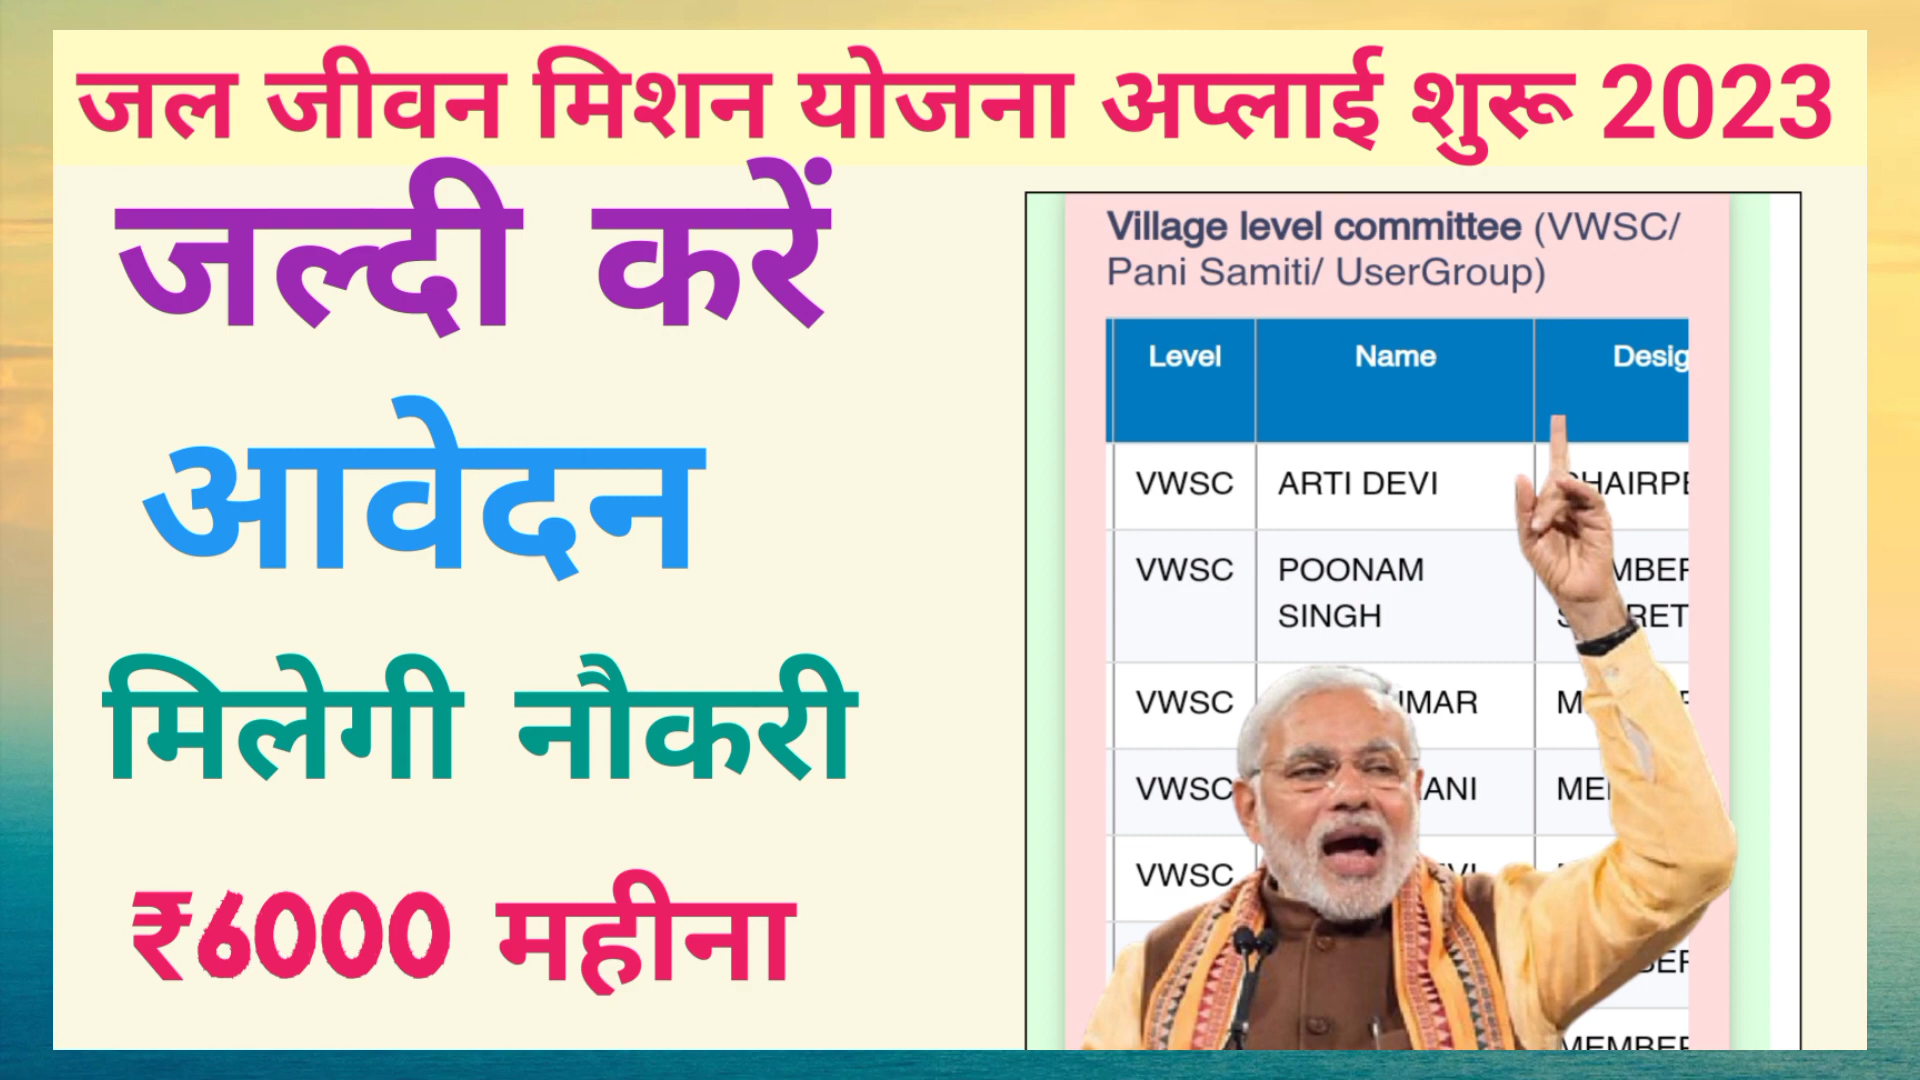 जल जीवन मिशन योजना अप्लाई शुरू 2023
जल्दी करें
आवेदन
मिलेगी नौकरी
₹6000 महीना
Village level committee (VWSC/
Pani Samiti/ UserGroup)
Level Name Desig
VWSC ARTI DEVI
VWSC POONAM
SINGH
VWSC
VWSC
VWSC